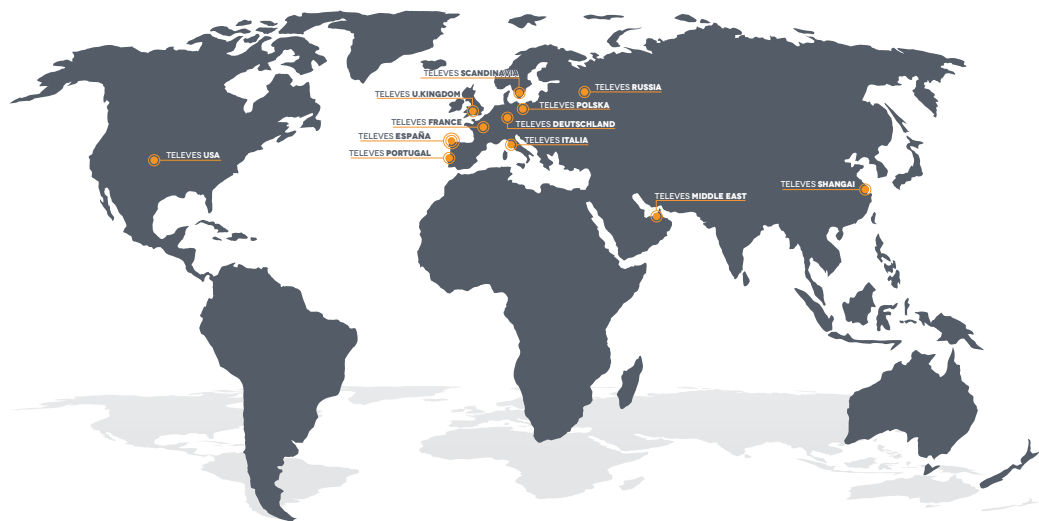 TELEVES SCANDINAVIA
TELEVES RUSSIA
TELEVES U.KINGDOM
TELEVES POLSKA
TELEVES FRANCE
TELEVES DEUTSCHLAND
TELEVES ESPAÑA
TELEVES ITALIA
TELEVES PORTUGAL
TELEVES USA
TELEVES SHANGAI
TELEVES MIDDLE EAST